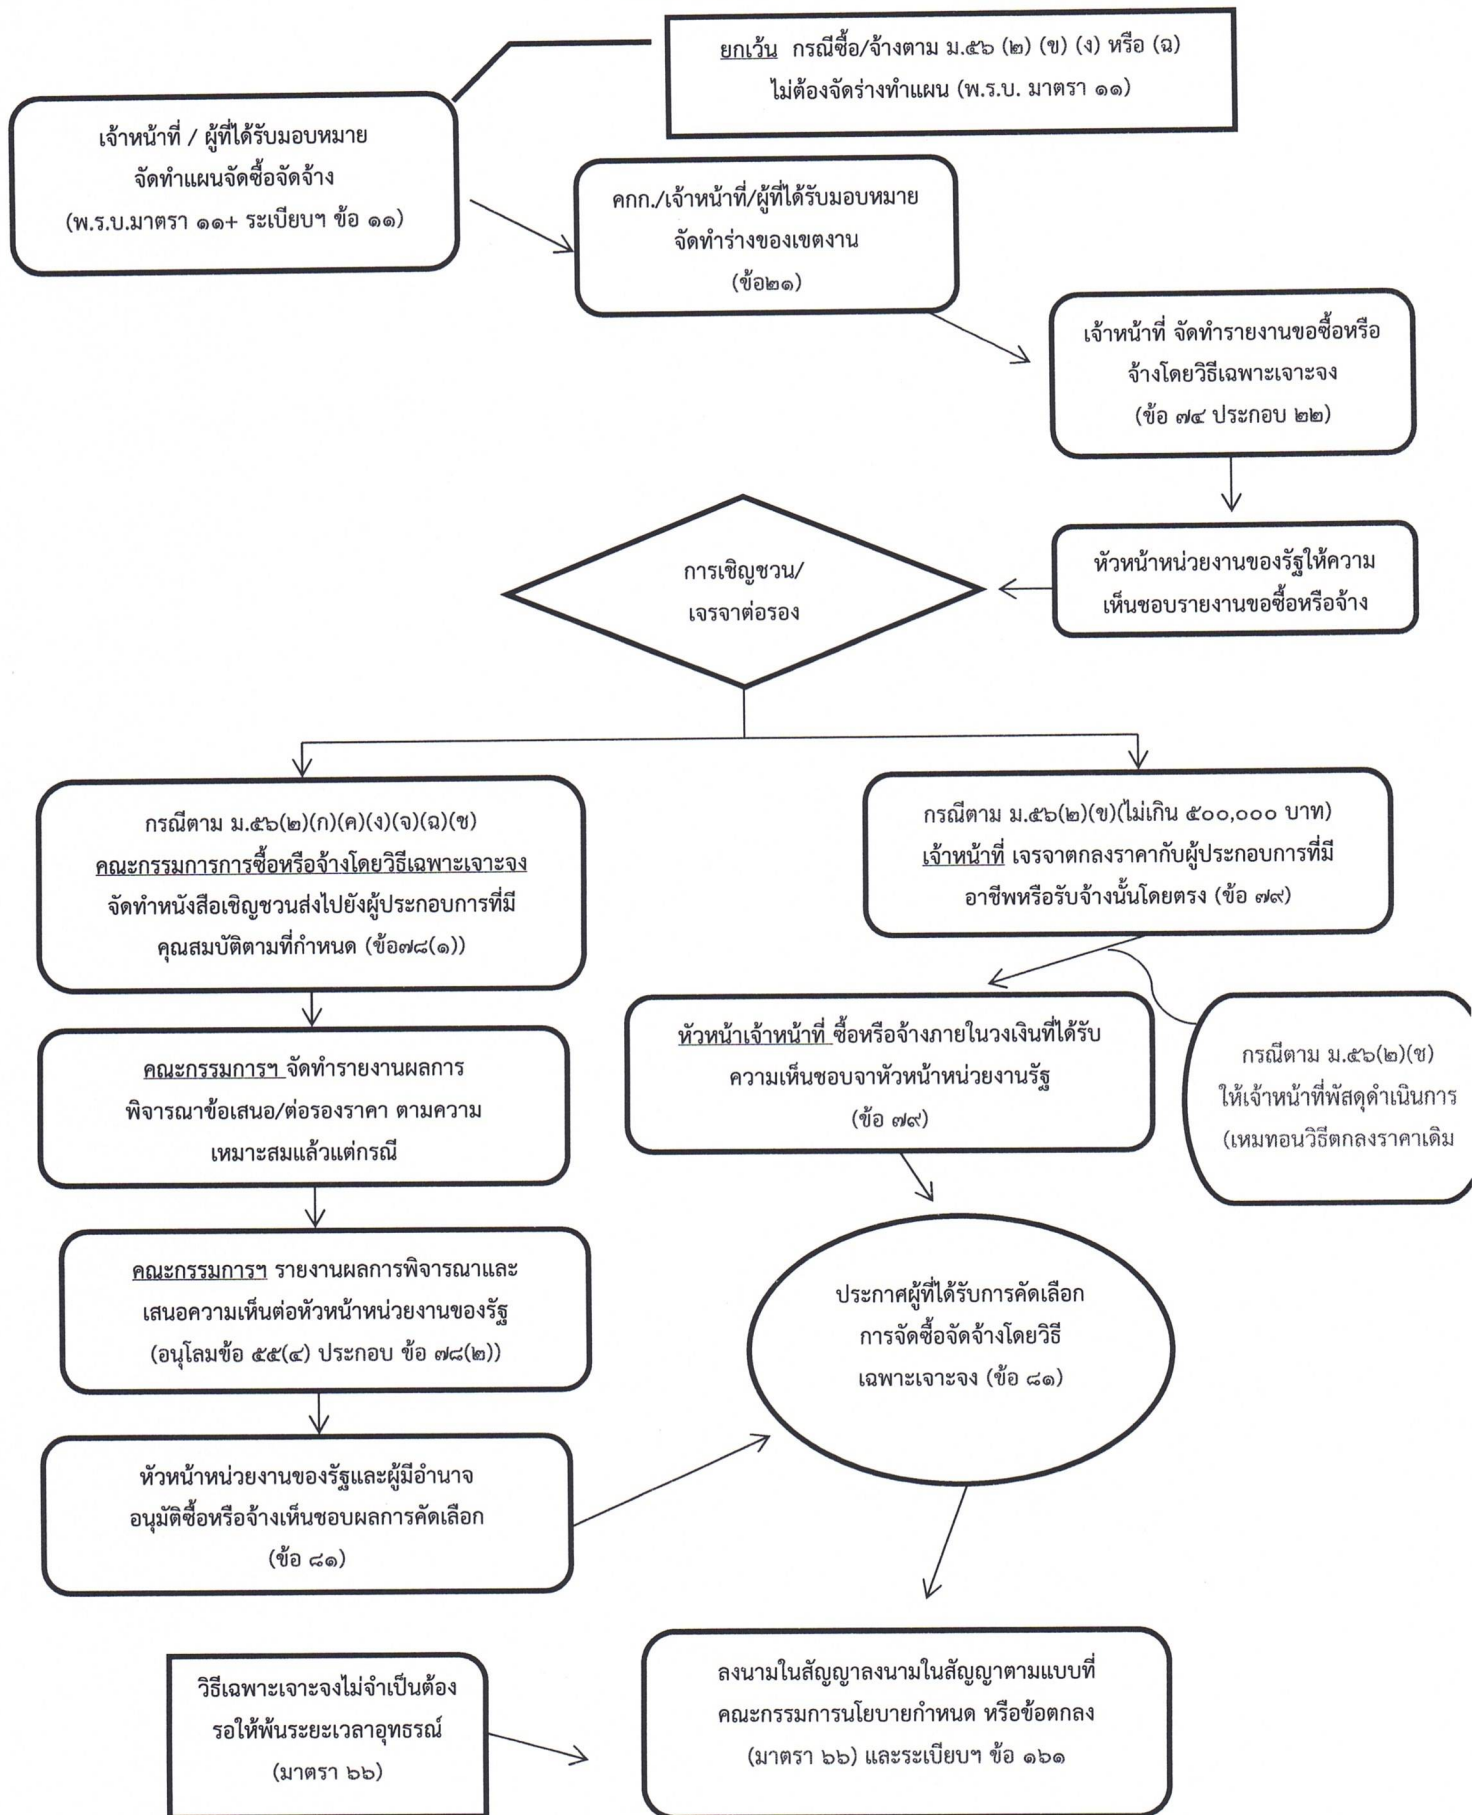 ยกเว้น กรณีซื้อ/จ้างตาม ม.๕๖ (๒) (ข) (ง) หรือ (ฉ)
ไม่ต้องจัดร่างทำแผน (พ.ร.บ. มาตรา ๑๑)
เจ้าหน้าที่ / ผู้ที่ได้รับมอบหมาย
จัดทำแผนจัดซื้อจัดจ้าง
(พ.ร.บ.มาตรา ๑๑+ ระเบียบฯ ข้อ ๑๑)
คกก./เจ้าหน้าที่/ผู้ที่ได้รับมอบหมาย
จัดทำร่างของเขตงาน
(ข้อ๒๑)
เจ้าหน้าที่ จัดทำรายงานขอซื้อหรือ
จ้างโดยวิธีเฉพาะเจาะจง
(ข้อ ๗๔ ประกอบ ๒๒)
หัวหน้าหน่วยงานของรัฐให้ความ
เห็นชอบรายงานขอซื้อหรือจ้าง
การเชิญชวน/
เจรจาต่อรอง
กรณีตาม ม.๕๖(๒)(ก)(ค)(ง)(จ)(ฉ)(ช)
คณะกรรมการการซื้อหรือจ้างโดยวิธีเฉพาะเจาะจง
จัดทำหนังสือเชิญชวนส่งไปยังผู้ประกอบการที่มี
คุณสมบัติตามที่กำหนด (ข้อ๗๘(๑))
กรณีตาม ม.๕๖(๒)(ข)(ไม่เกิน ๕๐๐,๐๐๐ บาท)
เจ้าหน้าที่ เจรจาตกลงราคากับผู้ประกอบการที่มี
อาชีพหรือรับจ้างนั้นโดยตรง (ข้อ ๗๙)
คณะกรรมการฯ จัดทำรายงานผลการ
พิจารณาข้อเสนอ/ต่อรองราคา ตามความ
เหมาะสมแล้วแต่กรณี
หัวหน้าเจ้าหน้าที่ ซื้อหรือจ้างภายในวงเงินที่ได้รับ
ความเห็นชอบจาหัวหน้าหน่วยงานรัฐ
(ข้อ ๗๙)
กรณีตาม ม.๕๖(๒)(ช)
ให้เจ้าหน้าที่พัสดุดำเนินการ
(เหมทอนวิธีตกลงราคาเดิม
คณะกรรมการฯ รายงานผลการพิจารณาและ
เสนอความเห็นต่อหัวหน้าหน่วยงานของรัฐ
(อนุโลมข้อ ๕๕(๔) ประกอบ ข้อ ๗๘(๒))
ประกาศผู้ที่ได้รับการคัดเลือก
การจัดซื้อจัดจ้างโดยวิธี
เฉพาะเจาะจง (ข้อ ๘๑)
หัวหน้าหน่วยงานของรัฐและผู้มีอำนาจ
อนุมัติซื้อหรือจ้างเห็นชอบผลการคัดเลือก
(ข้อ ๘๑)
วิธีเฉพาะเจาะจงไม่จำเป็นต้อง
รอให้พ้นระยะเวลาอุทธรณ์
(มาตรา ๖๖)
ลงนามในสัญญาลงนามในสัญญาตามแบบที่
คณะกรรมการนโยบายกำหนด หรือข้อตกลง
(มาตรา ๖๖) และระเบียบฯ ข้อ ๑๖๑